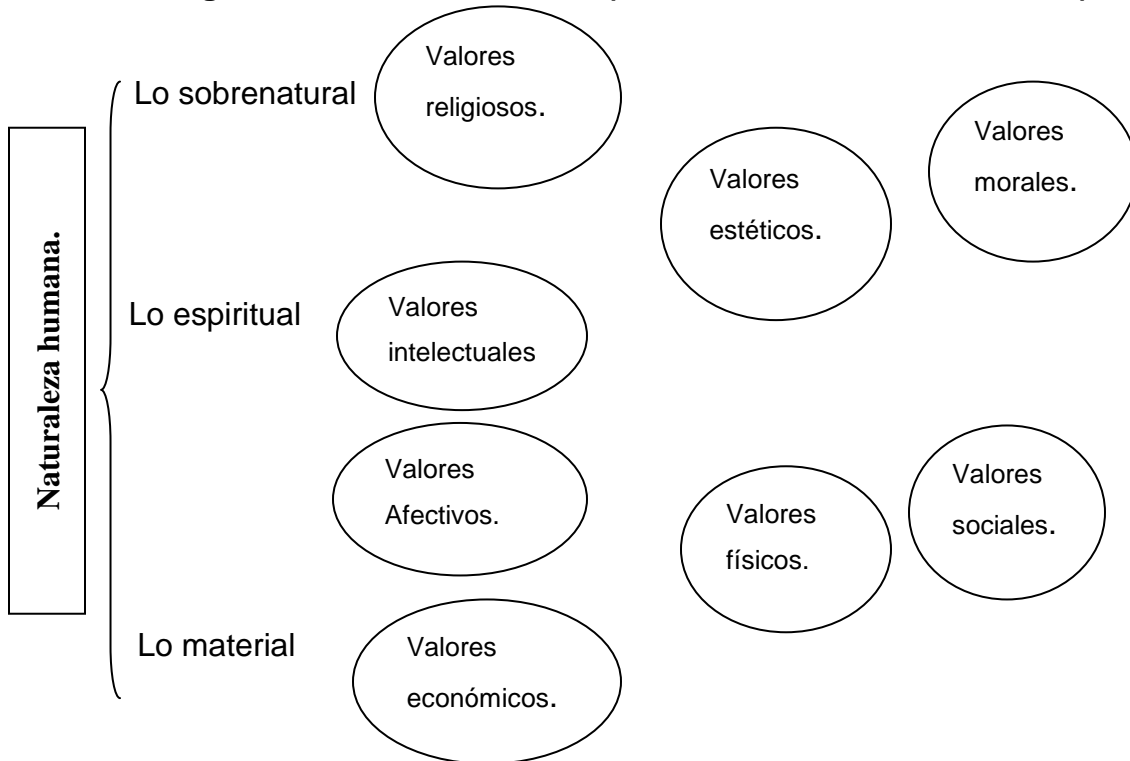 Naturaleza humana.
Lo sobrenatural
Valores
religiosos.
Valores
estéticos.
Valores
morales.
Lo espiritual
Valores
intelectuales
Valores
Afectivos.
Valores
físicos.
Valores
sociales.
Lo material
Valores
económicos.